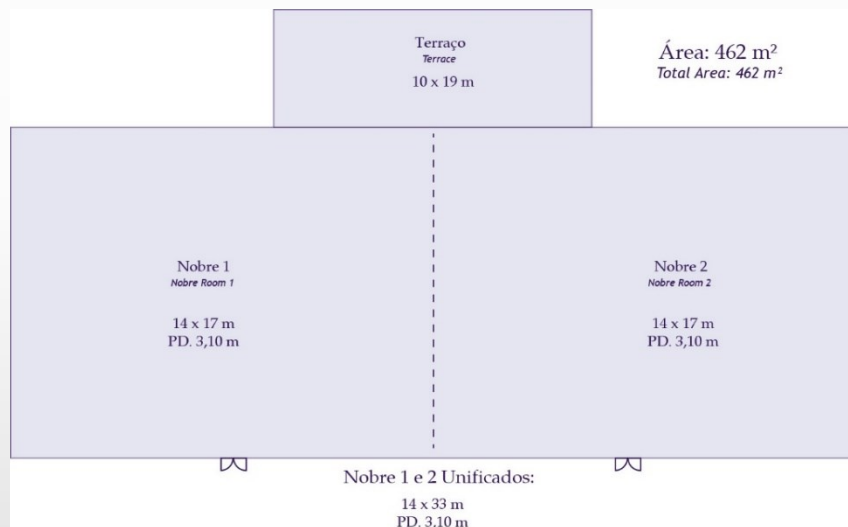 Terraço
Terrace
10 x 19 m
Área: 462 m²
Total Area: 462 m²
Nobre 1
Nobre Room 1
14 x 17 m
PD. 3,10 m
Nobre 2
Nobre Room 2
14 x 17 m
PD. 3,10 m
Nobre 1 e 2 Unificados:
14 x 33 m
PD. 3,10 m